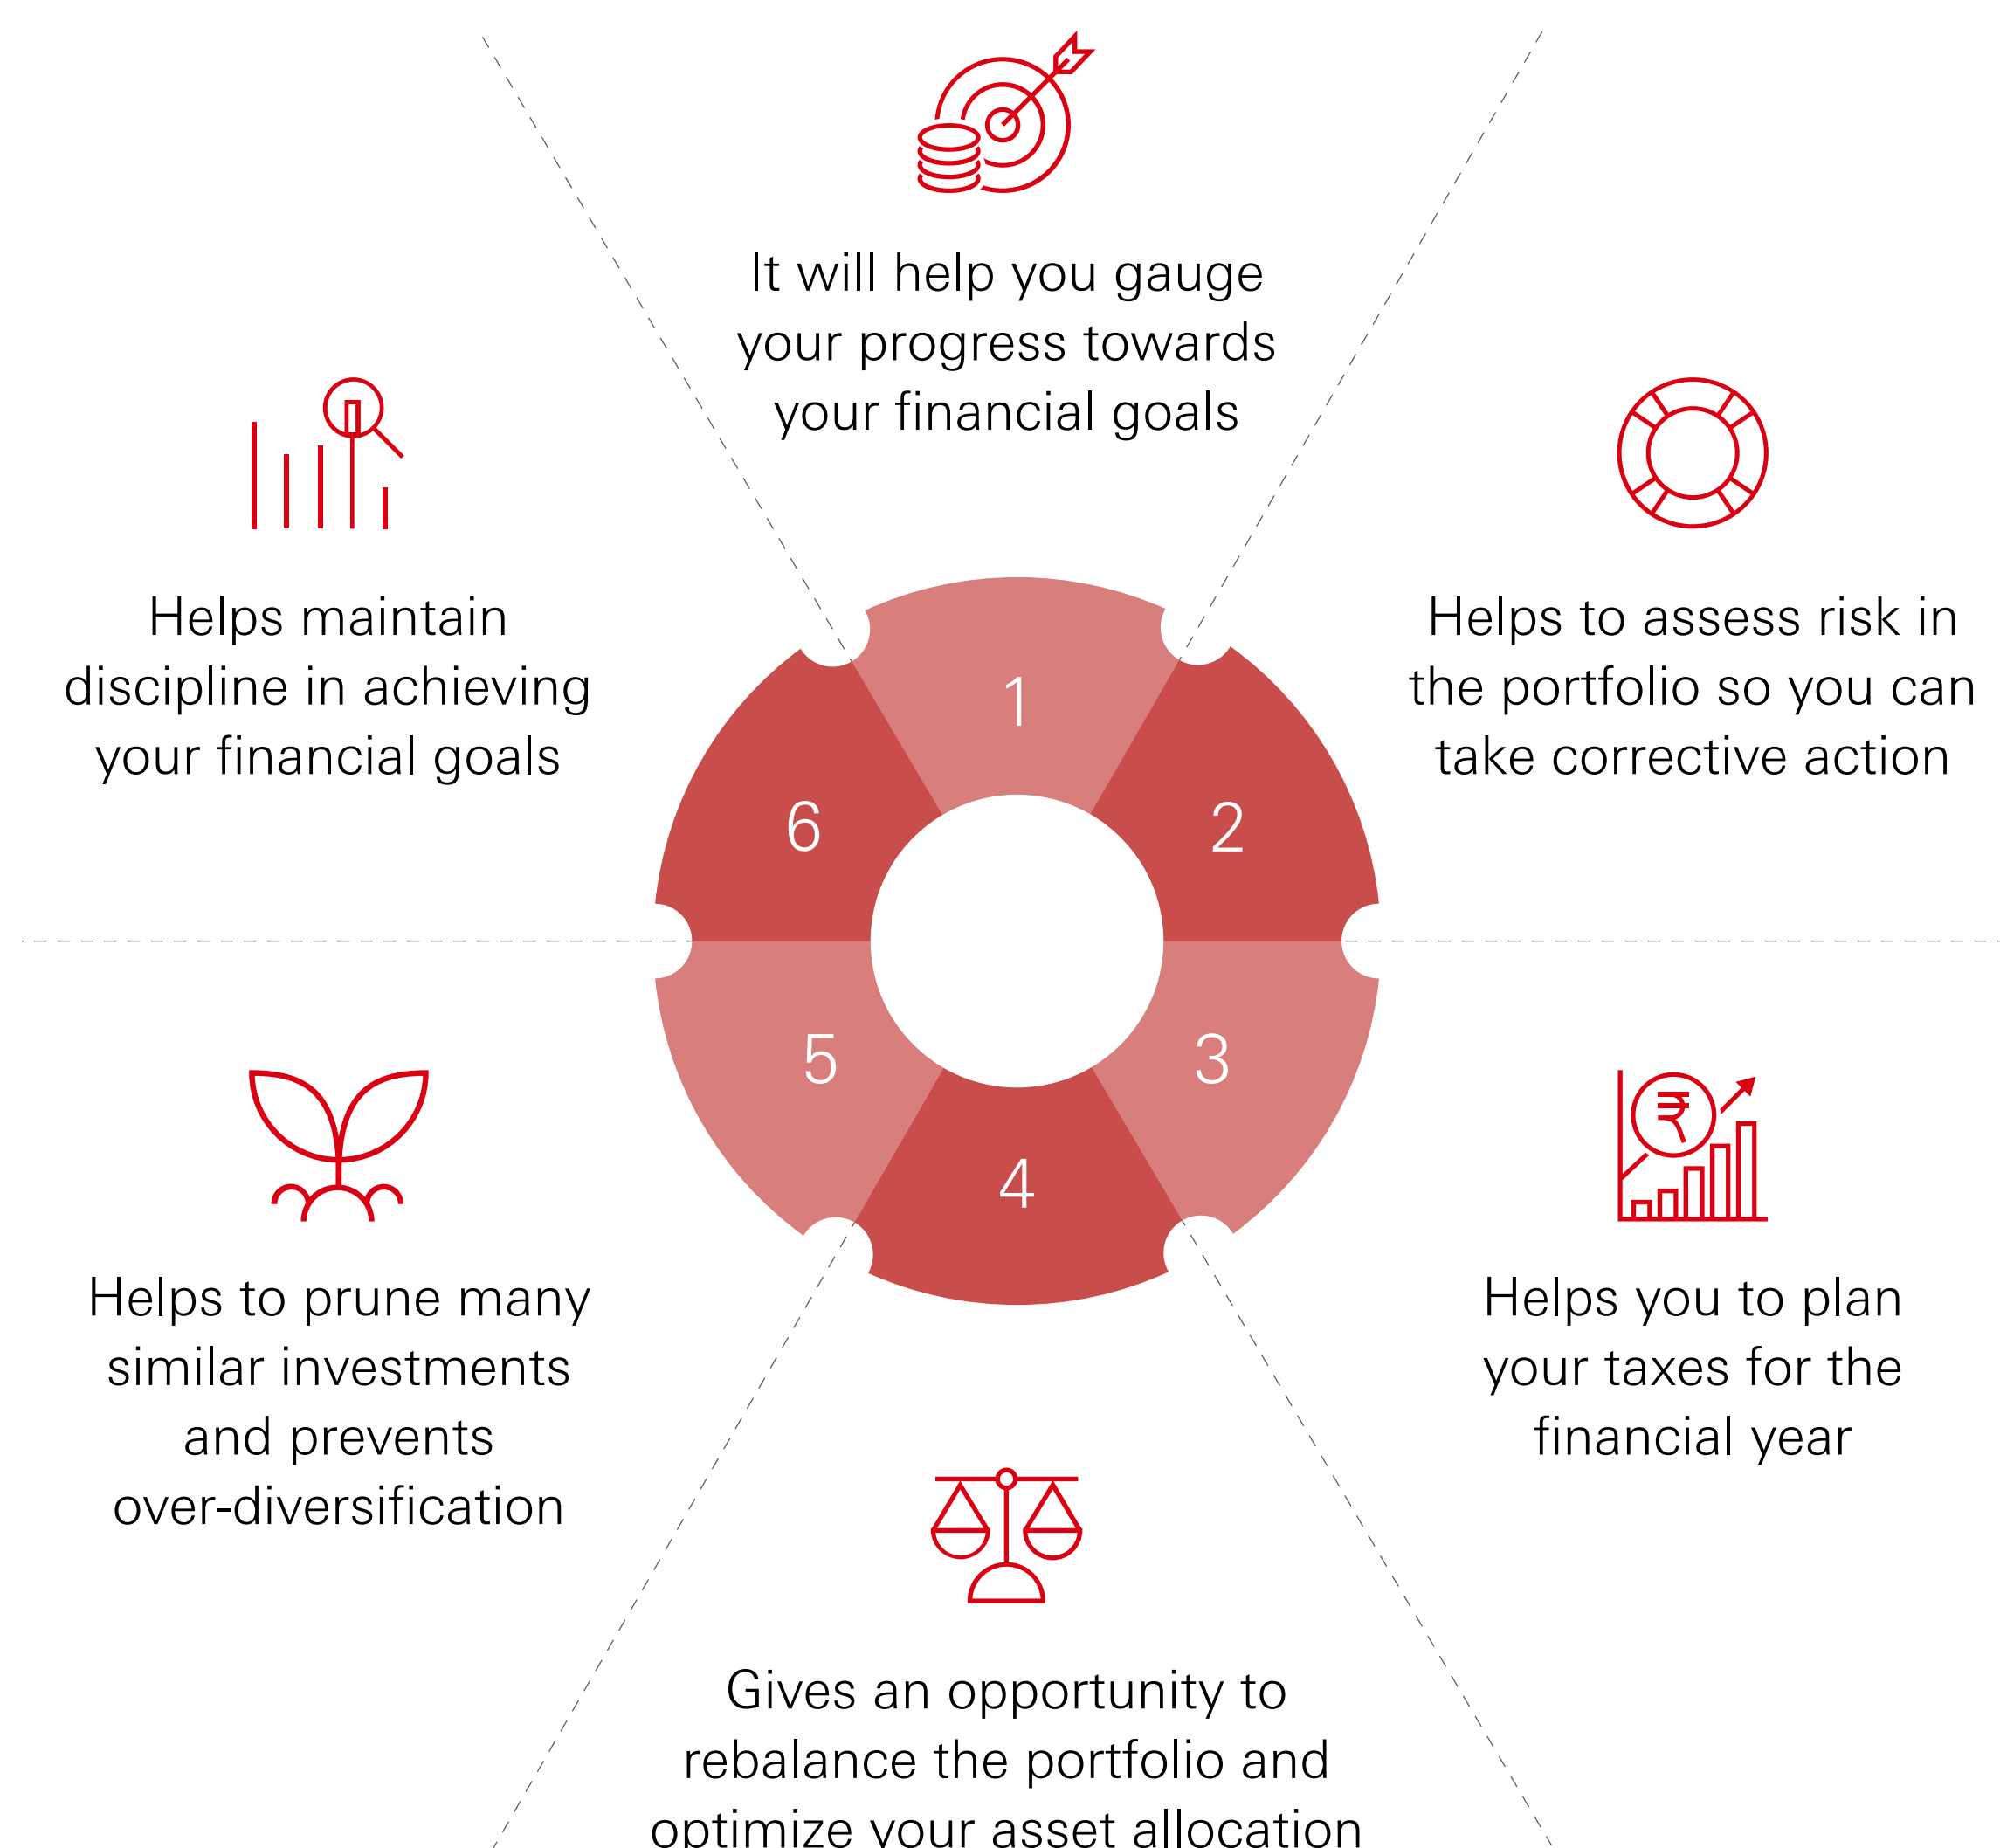 1
It will help you gauge
your progress towards
your financial goals
2
Helps to assess risk in
the portfolio so you can
take corrective action
3
₹
Helps you to plan
your taxes for the
financial year
4
Gives an opportunity to
rebalance the portfolio and
optimize your asset allocation
5
Helps to prune many
similar investments
and prevents
over-diversification
6
Helps maintain
discipline in achieving
your financial goals